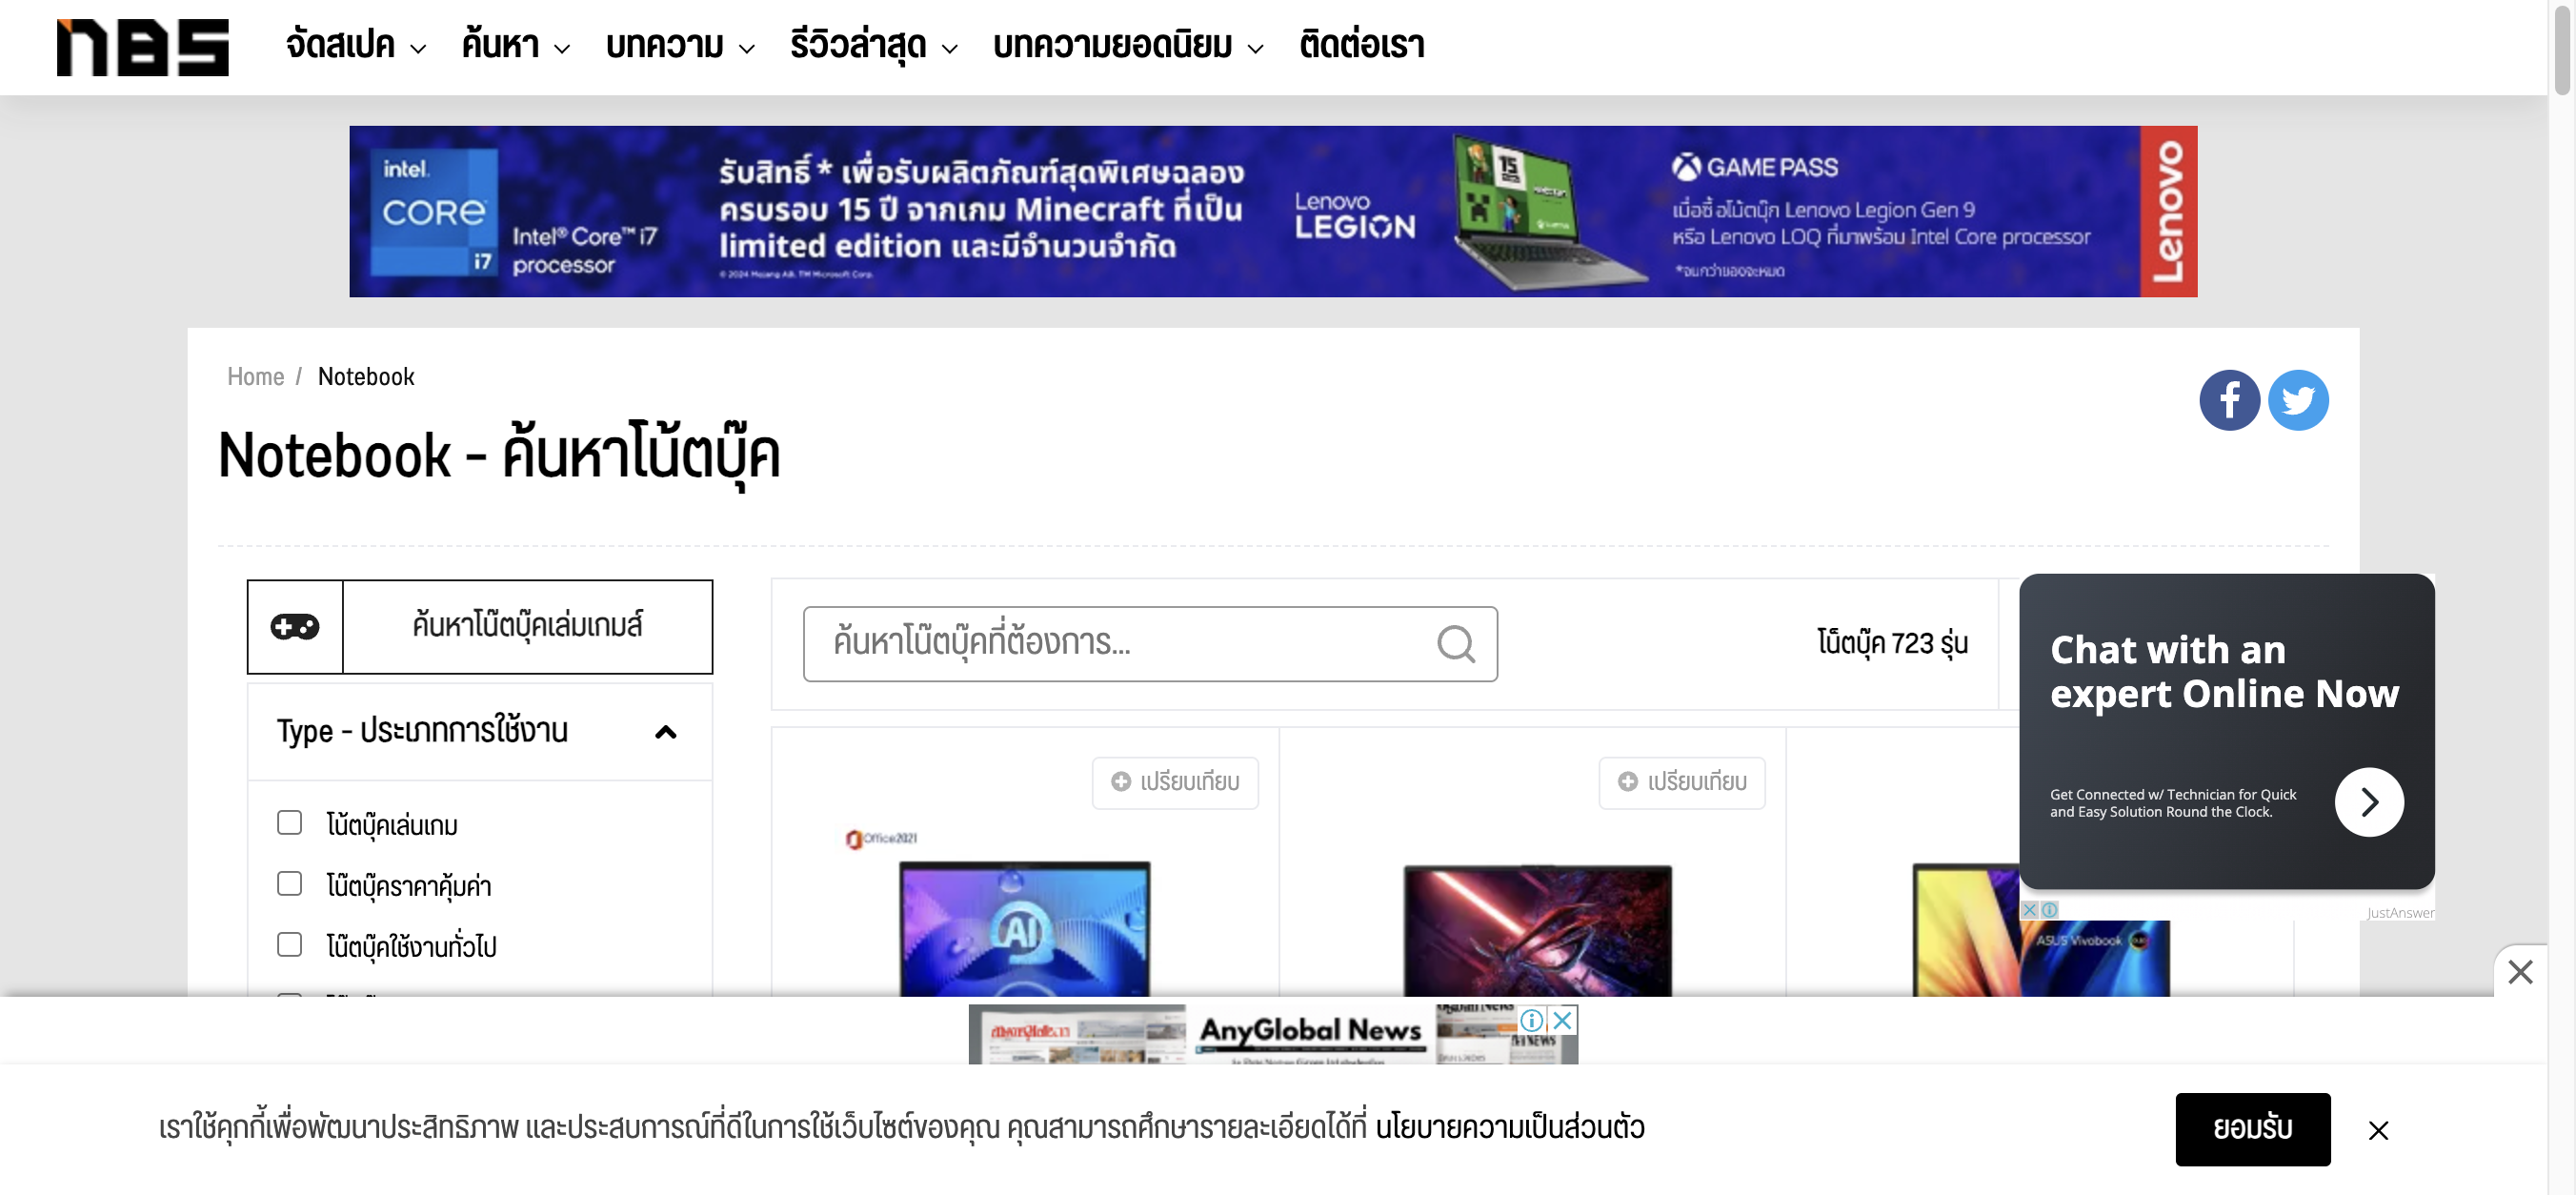 nBS
จัดสเปค ค้นหา บทความ รีวิวล่าสุด บทความยอดนิยม ติดต่อเรา
intel.
CORE
i7
Intel® Core™ i7
processor
รับสิทธิ์ * เพื่อรับผลิตภัณฑ์สุดพิเศษฉลอง
ครบรอบ 15 ปี จากเกม Minecraft ที่เป็น
limited edition และมีจำนวนจำกัด
© 2024 Mojang AB. TM Microsoft Corp.
Lenovo
LEGION
15
GAME PASS
เมื่อซื้อโน้ตบุ๊ก Lenovo Legion Gen 9
หรือ Lenovo LOQ ที่มาพร้อม Intel Core processor
*จนกว่าของจะหมด
Lenovo
Home / Notebook
Notebook - ค้นหาโน้ตบุ๊ค
ค้นหาโน๊ตบุ๊คเล่มเกมส์
ค้นหาโน๊ตบุ๊คที่ต้องการ...
โน็ตบุ๊ค 723 รุ่น
Type - ประเภทการใช้งาน
โน้ตบุ๊คเล่นเกม
โน๊ตบุ๊คราคาคุ้มค่า
โน๊ตบุ๊คใช้งานทั่วไป
เปรียบเทียบ
เปรียบเทียบ
Office2021
AI
ASUS Vivobook
Chat with an
expert Online Now
Get Connected w/ Technician for Quick
and Easy Solution Round the Clock.
JustAnswer
AnyGlobal News
เราใช้คุกกี้เพื่อพัฒนาประสิทธิภาพ และประสบการณ์ที่ดีในการใช้เว็บไซต์ของคุณ คุณสามารถศึกษารายละเอียดได้ที่ นโยบายความเป็นส่วนตัว
ยอมรับ